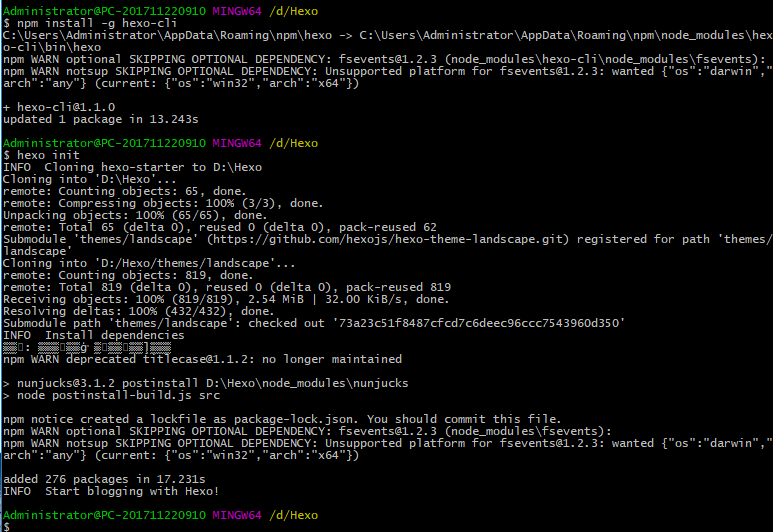 Administrator@PC-201711220910 MINGW64 /d/Hexo
$ npm install -g hexo-cli
C:\Users\Administrator\AppData\Roaming\npm\hexo -> C:\Users\Administrator\AppData\Roaming\npm\node_modules\hex
o-cli\bin\hexo
npm WARN optional SKIPPING OPTIONAL DEPENDENCY: fsevents@1.2.3 (node_modules\hexo-cli\node_modules\fsevents):
npm WARN notsup SKIPPING OPTIONAL DEPENDENCY: Unsupported platform for fsevents@1.2.3: wanted {"os":"darwin","
arch":"any"} (current: {"os":"win32","arch":"x64"})
+ hexo-cli@1.1.0
updated 1 package in 13.243s
Administrator@PC-201711220910 MINGW64 /d/Hexo
$ hexo init
INFO  Cloning hexo-starter to D:\Hexo
Cloning into 'D:\Hexo'...
remote: Counting objects: 65, done.
remote: Compressing objects: 100% (3/3), done.
Unpacking objects: 100% (65/65), done.
remote: Total 65 (delta 0), reused 0 (delta 0), pack-reused 62
Submodule 'themes/landscape' (https://github.com/hexojs/hexo-theme-landscape.git) registered for path 'themes/
landscape'
Cloning into 'D:/Hexo/themes/landscape'...
remote: Counting objects: 819, done.
remote: Total 819 (delta 0), reused 0 (delta 0), pack-reused 819
Receiving objects: 100% (819/819), 2.54 MiB | 32.00 KiB/s, done.
Resolving deltas: 100% (432/432), done.
Submodule path 'themes/landscape': checked out '73a23c51f8487cfcd7c6deec96ccc7543960d350'
INFO  Install dependencies
npm WARN deprecated titlecase@1.1.2: no longer maintained
> nunjucks@3.1.2 postinstall D:\Hexo\node_modules\nunjucks
> node postinstall-build.js src
npm notice created a lockfile as package-lock.json. You should commit this file.
npm WARN optional SKIPPING OPTIONAL DEPENDENCY: fsevents@1.2.3 (node_modules\fsevents):
npm WARN notsup SKIPPING OPTIONAL DEPENDENCY: Unsupported platform for fsevents@1.2.3: wanted {"os":"darwin","
arch":"any"} (current: {"os":"win32","arch":"x64"})
added 276 packages in 17.231s
INFO  Start blogging with Hexo!
Administrator@PC-201711220910 MINGW64 /d/Hexo
$